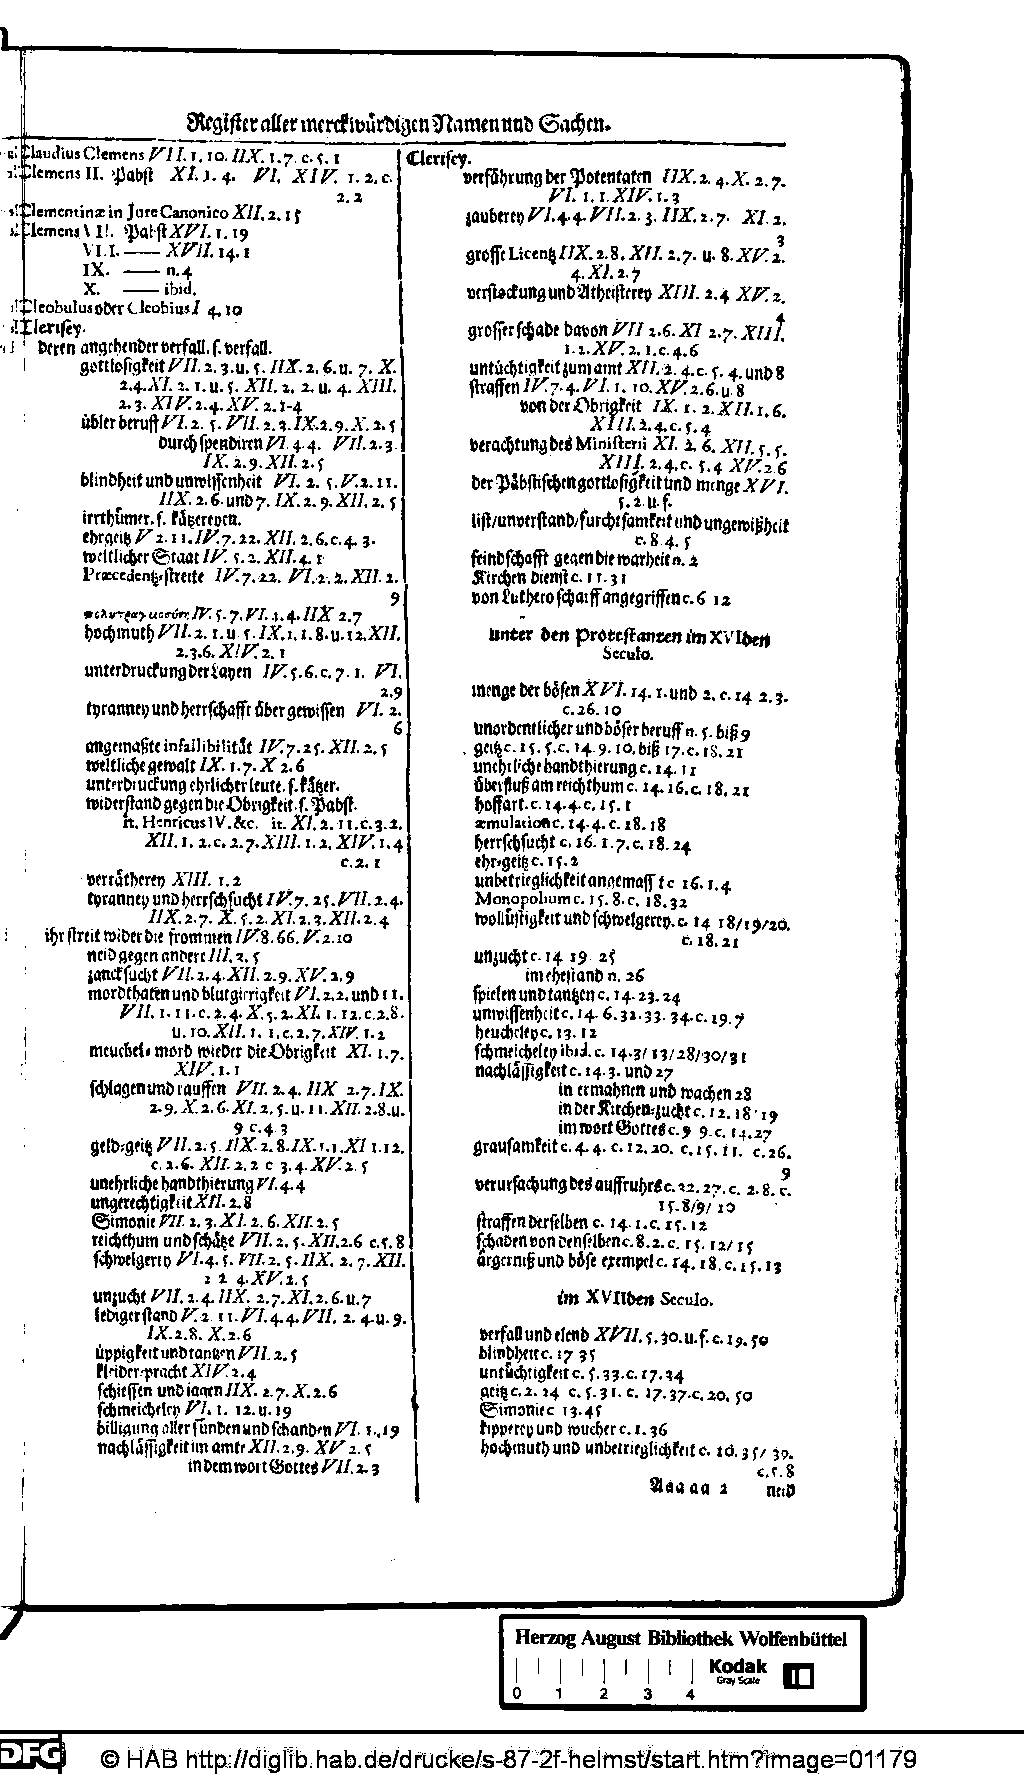 Register aller merckwürdigen Namen und Sachen.
Claudius Clemens VII. 1. 10. IIX. 1. 7. c. 5. 1
Clemens II. Pabst XI. 1. 4. VI. XIV. 1. 2. c.
2. 2
Clementinæ in Jure Canonico XII. 2. 15
Clemens VII. Pabst XVI. 1. 19
VI.I. —— XVII. 14. 1
IX. —— n. 4
X. —— ibid.
Cleobulus oder Cleobius I 4. 10
Clerisey.
deren angehender verfall. s. verfall.
gottlosigkeit VII. 2. 3. u. 5. IIX. 2. 6. u. 7. X.
2. 4. XI. 2. 1. u. 5. XII. 2. 2. u. 4. XIII.
2. 3. XIV. 2. 4. XV. 2. 1-4
übler beruff VI. 2. 5. VII. 2. 3. IX. 2. 9. X. 2. 5
durch spendiren VI. 4. 4. VII. 2. 3.
IX. 2. 9. XII. 2. 5
blindheit und unwissenheit VI. 2. 5. V. 2. 11.
IIX. 2. 6. und 7. IX. 2. 9. XII. 2. 5
irrthümer. s. kätzereyen.
ehrgeitz V 2. 11. IV. 7. 22. XII. 2. 6. c. 4. 3.
weltlicher Staat IV. 5. 2. XII. 4. 1
Præcedentz-streite IV. 7. 22. VI. 2. 2. XII. 2.
9
IV. 5. 7. VI. 1. 4. IIX 2. 7
hochmuth VII. 2. 1. u 5. IX. 1. 1. 8. u. 12. XII.
2. 3. 6. XIV. 2. 1
unterdruckung der Layen IV. 5. 6. c. 7. 1. VI.
2. 9
tyranney und herrschafft über gewissen VI. 2.
6
angemaßte infallibilität IV. 7. 25. XII. 2. 5
weltliche gewalt IX. 1. 7. X 2. 6
unterdruckung ehrlicher leute. s. kätzer.
widerstand gegen die Obrigkeit. s. Pabst.
it. Henricus IV. &c. it. XI. 2. 11. c. 3. 2.
XII. 1. 2. c. 2. 7. XIII. 1. 2. XIV. 1. 4
c. 2. 1
verrätherey XIII. 1. 2
tyranney und herrschsucht IV. 7. 25. VII. 2. 4.
IIX. 2. 7. X. 5. 2. XI. 2. 3. XII. 2. 4
ihr streit wider die frommen IV. 8. 66. V. 2. 10
neid gegen andere III. 2. 5
zancksucht VII. 2. 4. XII. 2. 9. XV. 2. 9
mordthaten und blutgierigkeit VI. 2. 2. und 11.
VII. 1. 11. c. 2. 4. X. 5. 2. XI. 1. 12. c. 2. 8.
u. 10. XII. 1. 1. c. 2. 7. XIV. 1. 2
meuchel-mord wieder die Obrigkeit XI. 1. 7.
XIV. 1. 1
schlagen und rauffen VII. 2. 4. IIX 2. 7. IX.
2. 9. X. 2. 6. XI. 2. 5. u. 11. XII. 2. 8. u.
9 c. 4. 3
geld-geitz VII. 2. 5. IIX. 2. 8. IX. 1. 1. XI 1. 12.
c. 2. 6. XII. 2. 2 c 3. 4. XV. 2. 5
unehrliche handthierung VI. 4. 4
ungerechtigkeit XII. 2. 8
Simonie VII. 2. 3. XI. 2. 6. XII. 2. 5
reichthum und schätze VII. 2. 5. XII. 2. 6 c. 5. 8
schwelgerey VI. 4. 5. VII. 2. 5. IIX. 2. 7. XII.
2 2 4. XV. 2. 5
unzucht VII. 2. 4. IIX. 2. 7. XI. 2. 6. u. 7
lediger stand V. 2. 11. VI. 4. 4. VII. 2. 4. u. 9.
IX. 2. 8. X. 2. 6
üppigkeit und tantzen VII. 2. 5
kleider-pracht XIV. 2. 4
schiessen und jagen IIX. 2. 7. X. 2. 6
schmeicheley VI. 1. 12. u. 19
billigung aller sünden und schanden VI. 1. 19
nachlässigkeit im amte XII. 2. 9. XV 2. 5
in dem wort Gottes VII. 2. 3
Clerisey.
verführung der Potentaten IIX. 2. 4. X. 2. 7.
VI. 1. 1. XIV. 1. 3
zauberey VI. 4. 4. VII. 2. 3. IIX. 2. 7. XI. 2.
3
grosse Licentz IIX. 2. 8. XII. 2. 7. u. 8. XV. 2.
4. XI. 2. 7
verstockung und Atheisterey XIII. 2. 4 XV. 2.
4
grosser schade davon VII 2. 6. XI 2. 7. XIII.
1. 2. XV. 2. 1. c. 4. 6
untüchtigkeit zum amt XII. 2. 4. c. 5. 4. und 8
straffen IV. 7. 4. VI. 1. 10. XV. 2. 6. u. 8
von der Obrigkeit IX. 1. 2. XII. 1. 6.
XIII. 2. 4. c. 5. 4
verachtung des Ministerii XI. 2. 6. XII. 5. 5.
XIII. 2. 4. c. 5. 4 XV. 2 6
der Päbstischen gottlosigkeit und menge XVI.
5. 2. u. f.
list/unverstand/furchtsamkeit und ungewißheit
c. 8. 4. 5
feindschafft gegen die warheit n. 2
Kirchen dienst c. 11. 31
von Luthero scharff angegriffen c. 6 12
unter den Protestanten im XVIden
Seculo.
menge der bösen XVI. 14. 1. und 2. c. 14 2. 3.
c. 26. 10
unordentlicher und böser beruff n. 5. biß 9
geitz c. 15. 5. c. 14. 9. 10. biß 17. c. 18. 21
unehrliche handthierung c. 14. 11
überfluß am reichthum c. 14. 16. c. 18. 21
hoffart. c. 14. 4. c. 15. 1
æmulation c. 14. 4. c. 18. 18
herrschsucht c. 16. 1. 7. c. 18. 24
ehr-geitz c. 15. 2
unbetrieglichkeit angemasst c 16. 1. 4
Monopolium c. 15. 8. c. 18. 32
wollüstigkeit und schwelgerey. c. 14 18/19/20.
c. 18. 21
unzucht c. 14 19 25
im ehestand n. 26
spielen und tantzen c. 14. 23. 24
unwissenheit c. 14. 6. 32. 33. 34. c. 19. 7
heucheley c. 13. 12
schmeicheley ibid. c. 14. 3/13/28/30/31
nachlässigkeit c. 14. 3. und 27
in ermahnen und wachen 28
in der Kirchen-zucht c. 12. 18 19
im wort Gottes c. 9 9. c. 14. 27
grausamkeit c. 4. 4. c. 12. 20. c. 15. 11. c. 26.
9
verursachung des auffruhrs c. 22. 27. c. 2. 8. c.
15. 8/9/10
straffen derselben c. 14. 1. c. 15. 12
schaden von denselben c. 8. 2. c. 15. 12/15
ärgerniß und böse exempel c. 14. 18. c. 15. 13
im XVIIden Seculo.
verfall und elend XVII. 5. 30. u. f. c. 19. 50
blindheit c. 17 35
untüchtigkeit c. 5. 33. c. 17. 34
geitz c. 2. 24 c. 5. 31. c. 17. 37. c. 20. 50
Simonie c 13. 45
kipperey und wucher c. 1. 36
hochmuth und unbetrieglichkeit c. 10. 35/39.
c. 5. 8
Aaaaa 2 neid
Herzog August Bibliothek Wolfenbüttel
0 1 2 3 4
Kodak
Gray Scale
DFG
© HAB http://diglib.hab.de/drucke/s-87-2f-helmst/start.htm?image=01179